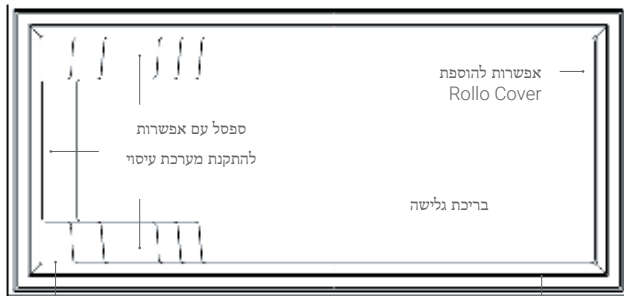 אפשרות להוספת
Rollo Cover
ספסל עם אפשרות
להתקנת מערכת עיסוי
בריכת גלישה